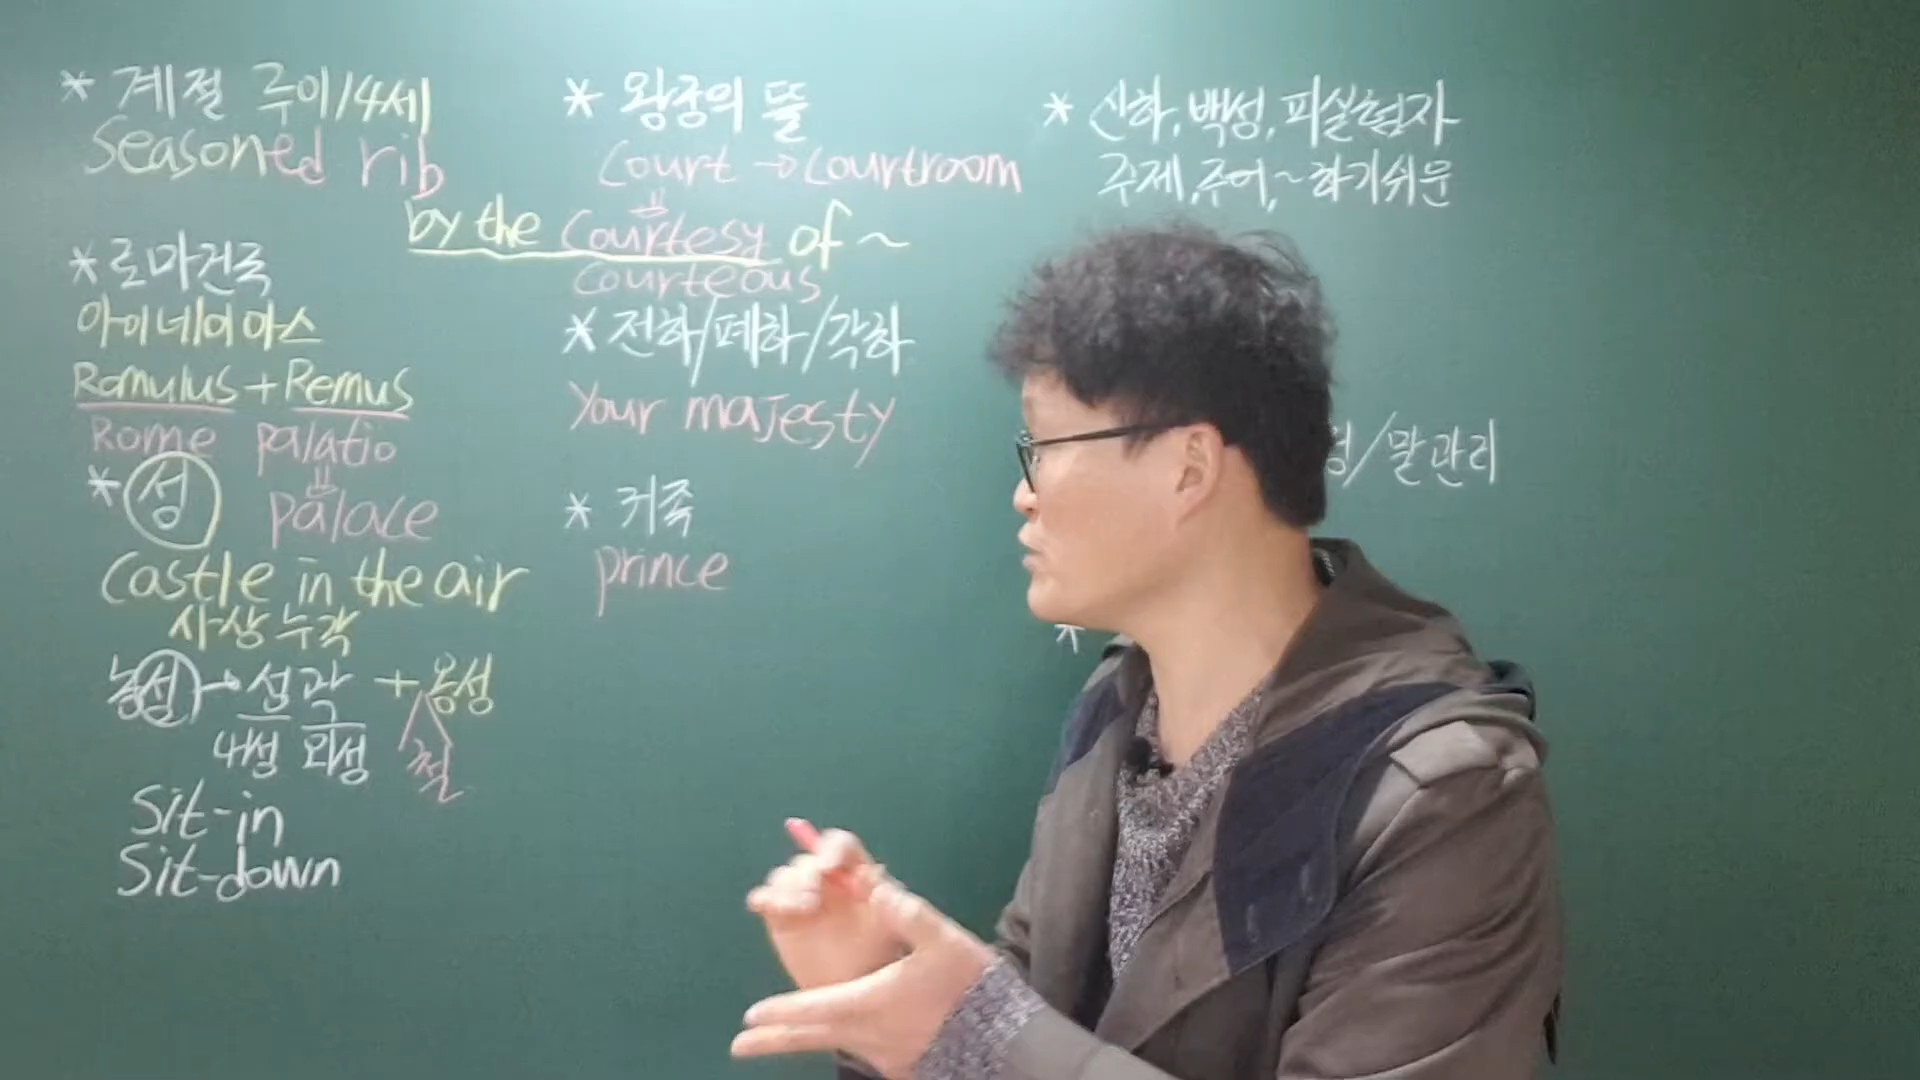 * 계절 루이/4세
Seasoned rib
* 로마건축
아이네이아스
Romulus + Remus
Rome palatio
* 성 palace
Castle in the air
사상누각
농성→성곽 + 옹성
내성 외성 철
Sit-in
Sit-down
* 왕궁의 뜰
Court → Courtroom
by the Courtesy of ~
Courteous
* 전하/폐하/각하
Your majesty
* 귀족
prince
* 신하, 백성, 피실험자
주제, 주어, ~하기쉬운
/말관리
*